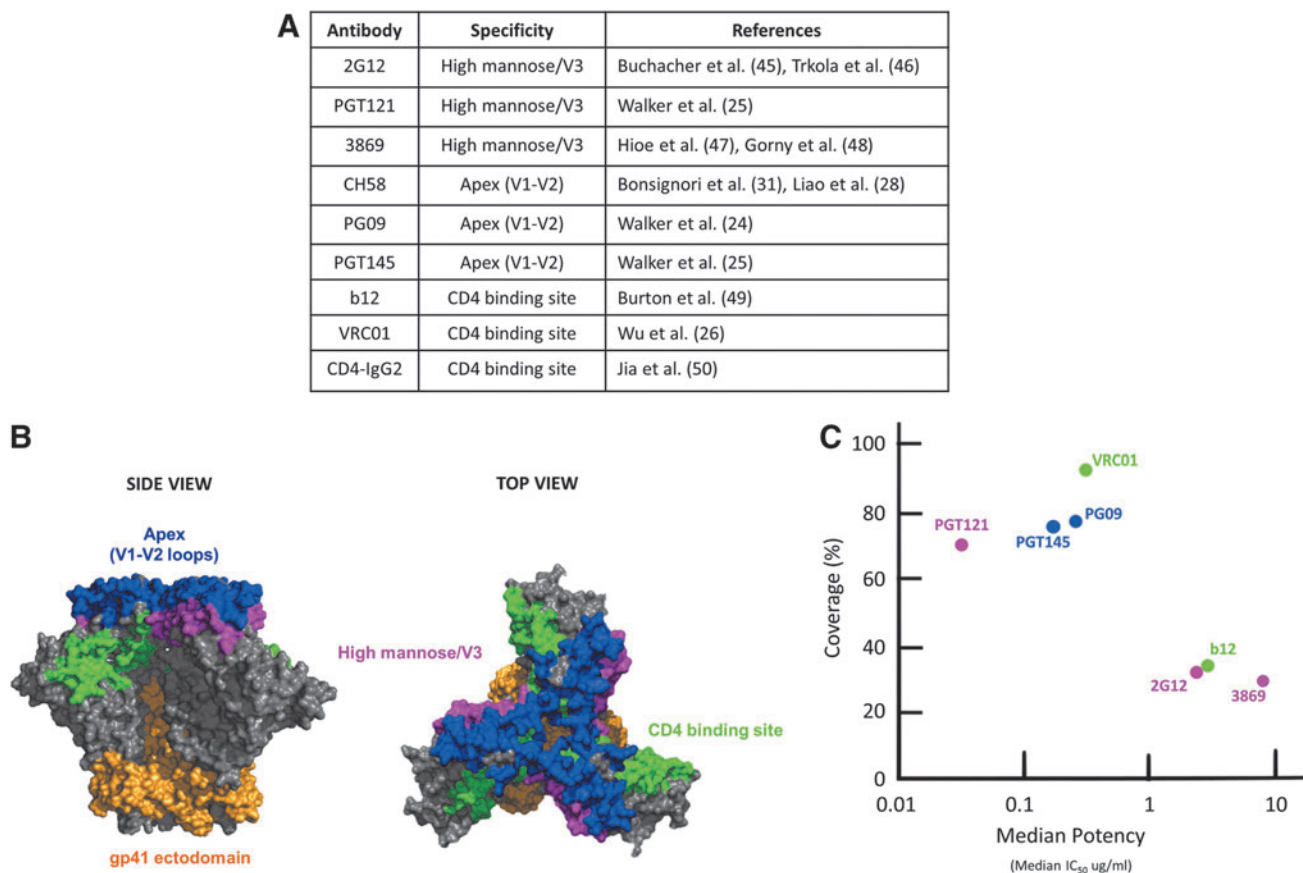 A
Antibody Specificity References
2G12 High mannose/V3 Buchacher et al. (45), Trkola et al. (46)
PGT121 High mannose/V3 Walker et al. (25)
3869 High mannose/V3 Hioe et al. (47), Gorny et al. (48)
CH58 Apex (V1-V2) Bonsignori et al. (31), Liao et al. (28)
PG09 Apex (V1-V2) Walker et al. (24)
PGT145 Apex (V1-V2) Walker et al. (25)
b12 CD4 binding site Burton et al. (49)
VRC01 CD4 binding site Wu et al. (26)
CD4-IgG2 CD4 binding site Jia et al. (50)
B
SIDE VIEW
Apex
(V1-V2 loops)
gp41 ectodomain
TOP VIEW
High mannose/V3
CD4 binding site
C
Coverage (%)
100
80
60
40
20
0
VRC01
PGT121
PG09
PGT145
b12
2G12
3869
0.01 0.1 1 10
Median Potency
(Median IC50 ug/ml)